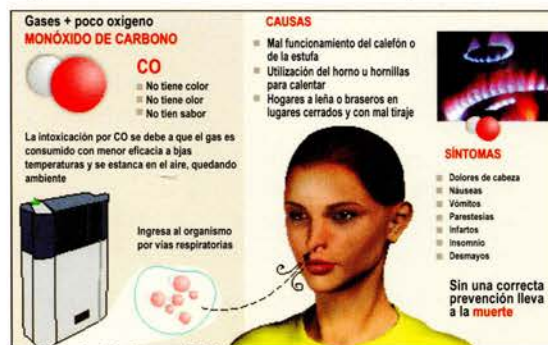 Gases + poco oxigeno
MONÓXIDO DE CARBONO
CO
No tiene color
No tiene olor
No tien sabor
La intoxicación por CO se debe a que el gas es
consumido con menor eficacia a bjas
temperaturas y se estanca en el aire, quedando
ambiente
Ingresa al organismo
por vias respiratorias
CAUSAS
Mal funcionamiento del calefón o
de la estufa
Utilización del horno u hornillas
para calentar
Hogares a leña o braseros en
lugares cerrados y con mal tiraje
SÍNTOMAS
Dolores de cabeza
Náuseas
Vómitos
Parestesias
Infartos
Insomnio
Desmayos
Sin una correcta
prevención lleva
a la muerte